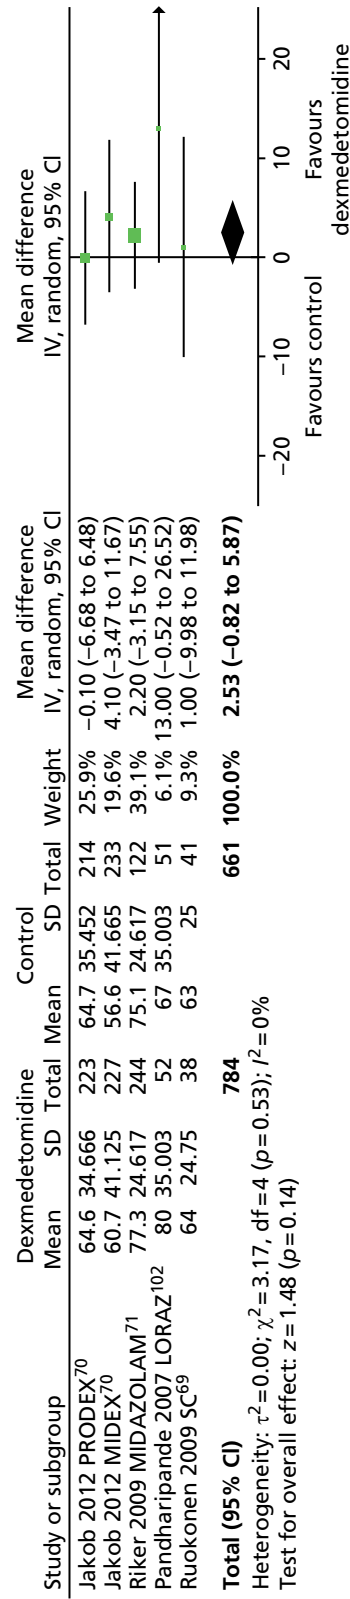 Dexmedetomidine Control Mean difference Mean difference
Study or subgroup Mean SD Total Mean SD Total Weight IV, random, 95% CI IV, random, 95% CI
Jakob 2012 PRODEX70 64.6 34.666 223 64.7 35.452 214 25.9% −0.10 (−6.68 to 6.48)
Jakob 2012 MIDEX70 60.7 41.125 227 56.6 41.665 233 19.6% 4.10 (−3.47 to 11.67)
Riker 2009 MIDAZOLAM71 77.3 24.617 244 75.1 24.617 122 39.1% 2.20 (−3.15 to 7.55)
Pandharipande 2007 LORAZ102 80 35.003 52 67 35.003 51 6.1% 13.00 (−0.52 to 26.52)
Ruokonen 2009 SC69 64 24.75 38 63 25 41 9.3% 1.00 (−9.98 to 11.98)
Total (95% CI) 784 661 100.0% 2.53 (−0.82 to 5.87)
Heterogeneity: τ2=0.00; χ2=3.17, df=4 (p=0.53); I2=0%
Test for overall effect: z=1.48 (p=0.14)
−20 −10 0 10 20
Favours control Favours
dexmedetomidine